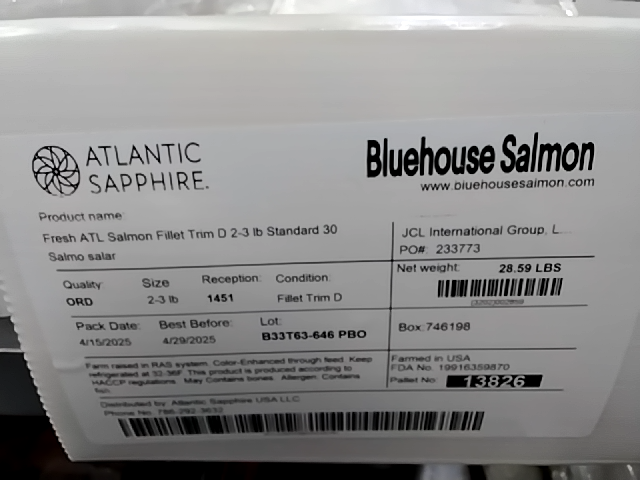 ATLANTIC
SAPPHIRE.
Bluehouse Salmon
www.bluehousesalmon.com
Product name:
Fresh ATL Salmon Fillet Trim D 2-3 lb Standard 30
Salmo salar
JCL International Group, L...
PO#: 233773
Quality: Size Reception: Condition:
ORD 2-3 lb 1451 Fillet Trim D
Net weight: 28.59 LBS
Pack Date: Best Before: Lot:
4/15/2025 4/29/2025 B33T63-646 PBO
Box: 746198
Farm raised in RAS system. Color-Enhanced through feed. Keep
refrigerated at 32-36F. This product is produced according to
HACCP regulations. May Contains bones. Allergen: Contains
fish.
Farmed in USA
FDA No. 19916359870
Pallet No: 13826
Distributed by: Atlantic Sapphire USA LLC
Phone No: 786-292-3632